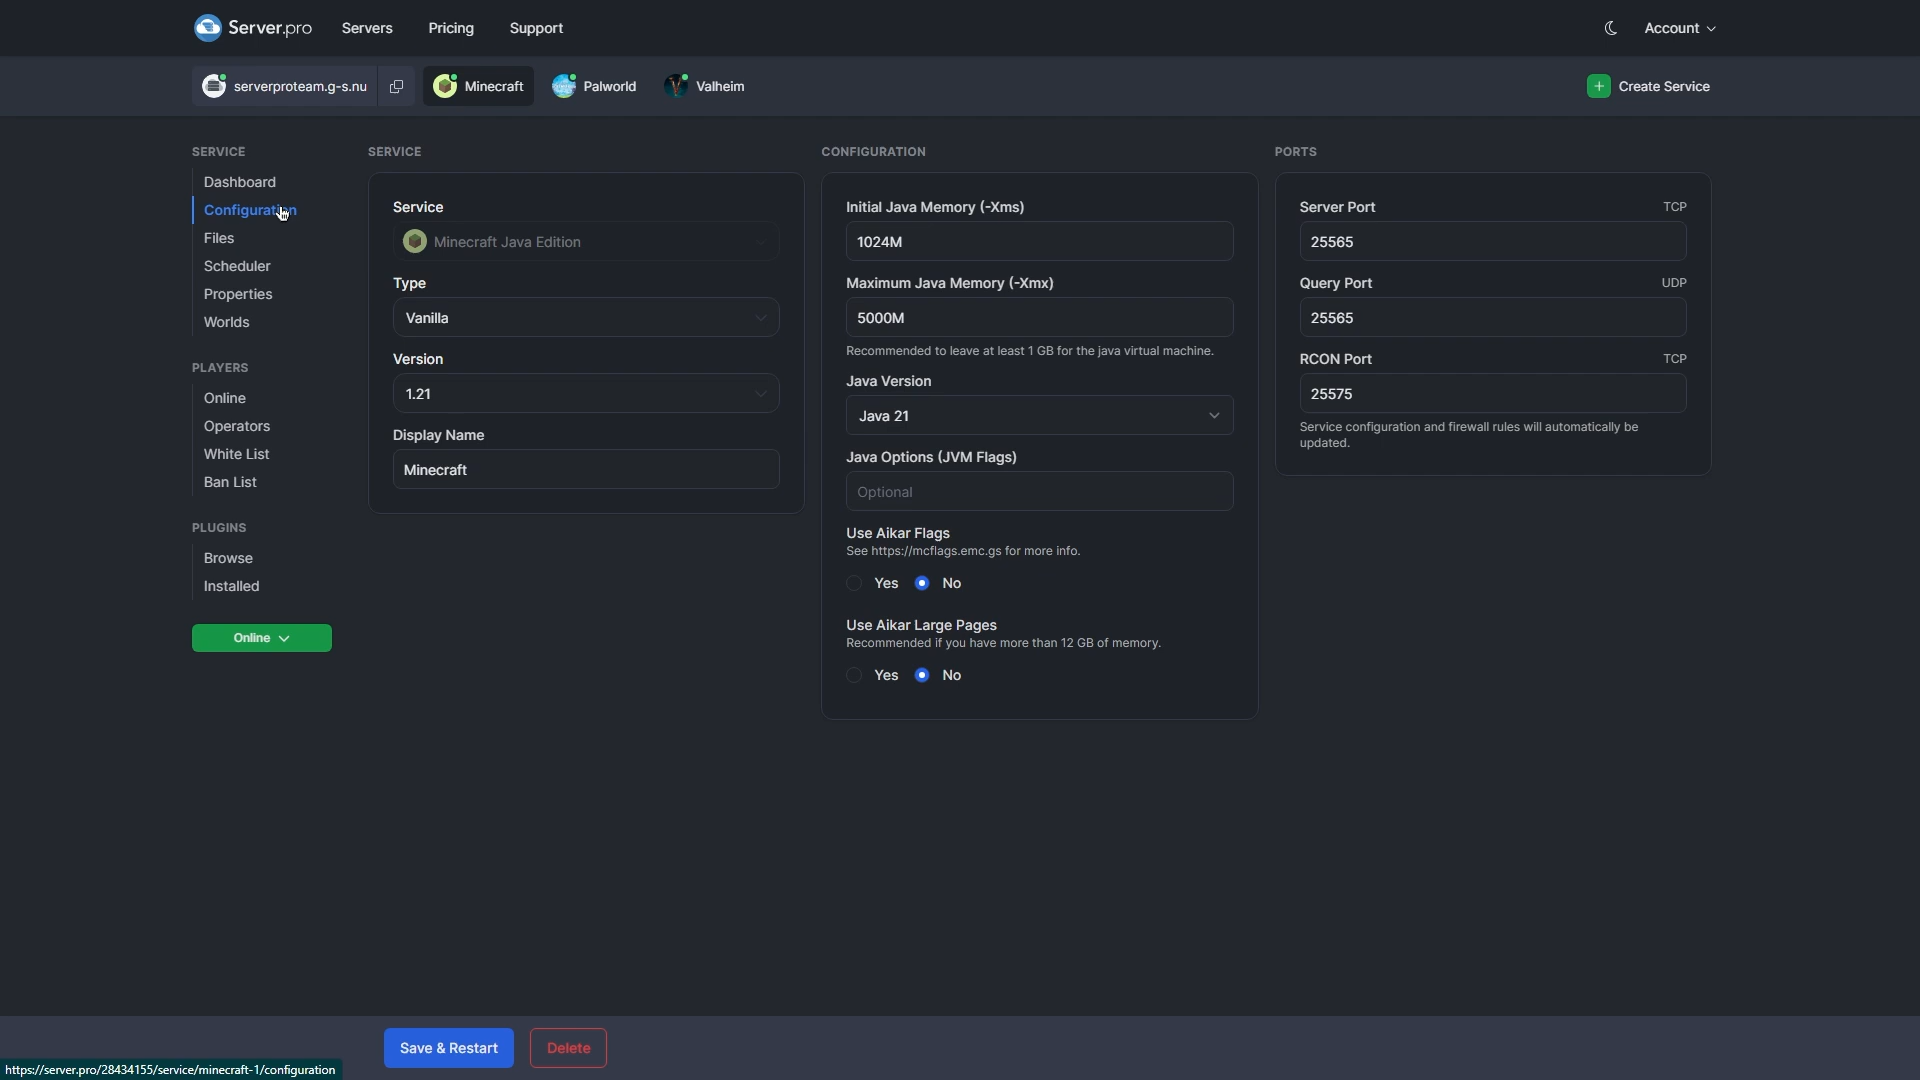 Server.pro
Servers
Pricing
Support
Account
serverproteam.g-s.nu
Minecraft
Palworld
Valheim
Create Service
SERVICE
Dashboard
Configuration
Files
Scheduler
Properties
Worlds
PLAYERS
Online
Operators
White List
Ban List
PLUGINS
Browse
Installed
Online
SERVICE
Service
Minecraft Java Edition
Type
Vanilla
Version
1.21
Display Name
Minecraft
CONFIGURATION
Initial Java Memory (-Xms)
1024M
Maximum Java Memory (-Xmx)
5000M
Recommended to leave at least 1 GB for the java virtual machine.
Java Version
Java 21
Java Options (JVM Flags)
Optional
Use Aikar Flags
See https://mcflags.emc.gs for more info.
Yes No
Use Aikar Large Pages
Recommended if you have more than 12 GB of memory.
Yes No
PORTS
Server Port TCP
25565
Query Port UDP
25565
RCON Port TCP
25575
Service configuration and firewall rules will automatically be
updated.
Save & Restart
Delete
https://server.pro/28434155/service/minecraft-1/configuration